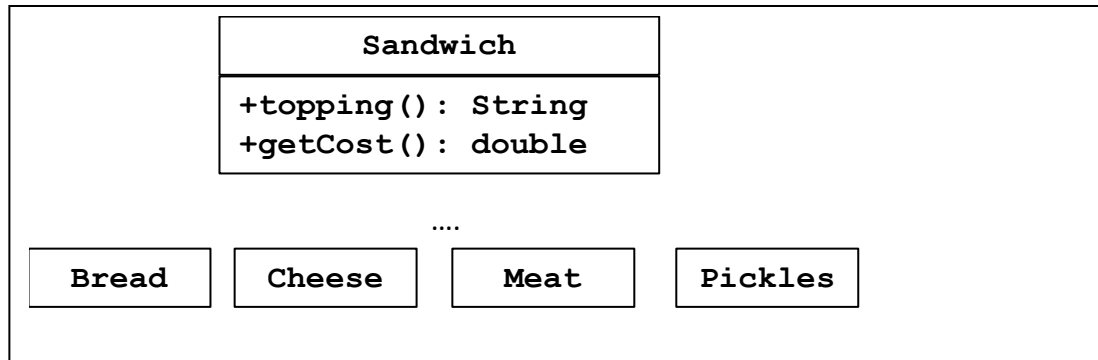 Sandwich
+topping(): String
+getCost(): double
....
Bread Cheese Meat Pickles